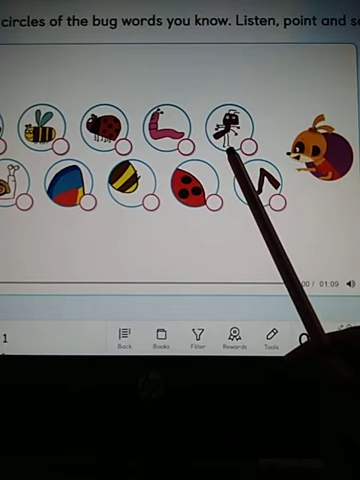 circles of the bug words you know. Listen, point and
00 / 01:09
1
Back Books Filter Rewards Tools